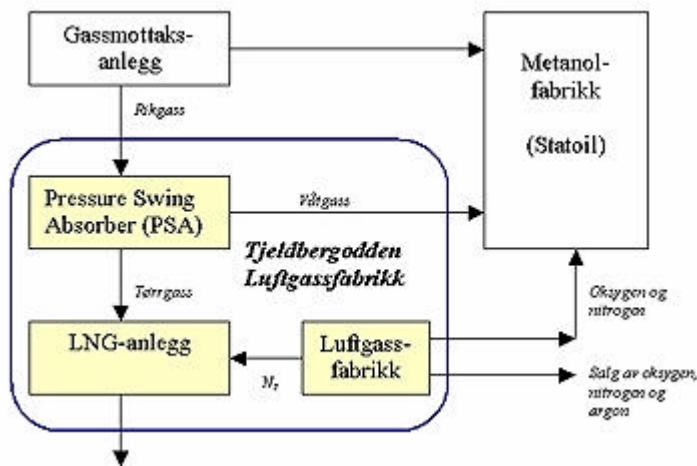 Gassmottaks-
anlegg
Metanol-
fabrikk
(Statoil)
Rikgass
Pressure Swing
Absorber (PSA)
Våtgass
Tjeldbergodden
Luftgassfabrikk
Tørrgass
Oksygen og
nitrogen
LNG-anlegg
Luftgass-
fabrikk
N₂
Salg av oksygen,
nitrogen og
argon